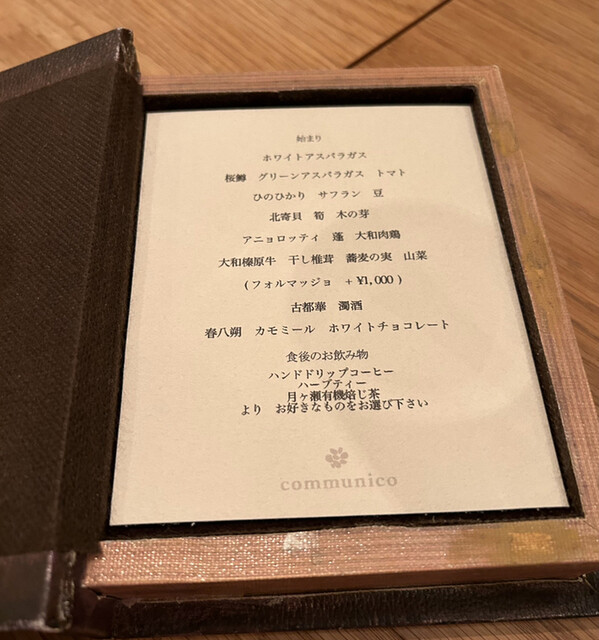 始まり
ホワイトアスパラガス
桜鱒 グリーンアスパラガス トマト
ひのひかり サフラン 豆
北寄貝 筍 木の芽
アニョロッティ 蓬 大和肉鶏
大和榛原牛 干し椎茸 蕎麦の実 山菜
(フォルマッジョ +¥1,000)
古都華 濁酒
春八朔 カモミール ホワイトチョコレート
食後のお飲み物
ハンドドリップコーヒー
ハーブティー
月ヶ瀬有機焙じ茶
より お好きなものをお選び下さい
communico